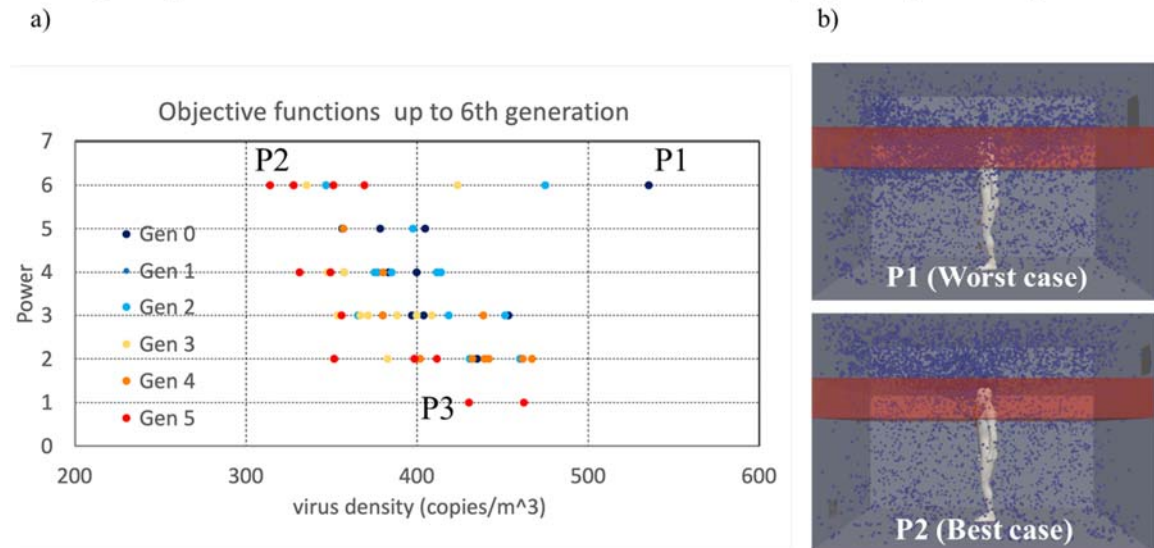 a)
b)
Objective functions up to 6th generation
7
6
5
4
3
2
1
0
Power
P2
P1
P3
Gen 0
Gen 1
Gen 2
Gen 3
Gen 4
Gen 5
200
300
400
500
600
virus density (copies/m^3)
P1 (Worst case)
P2 (Best case)